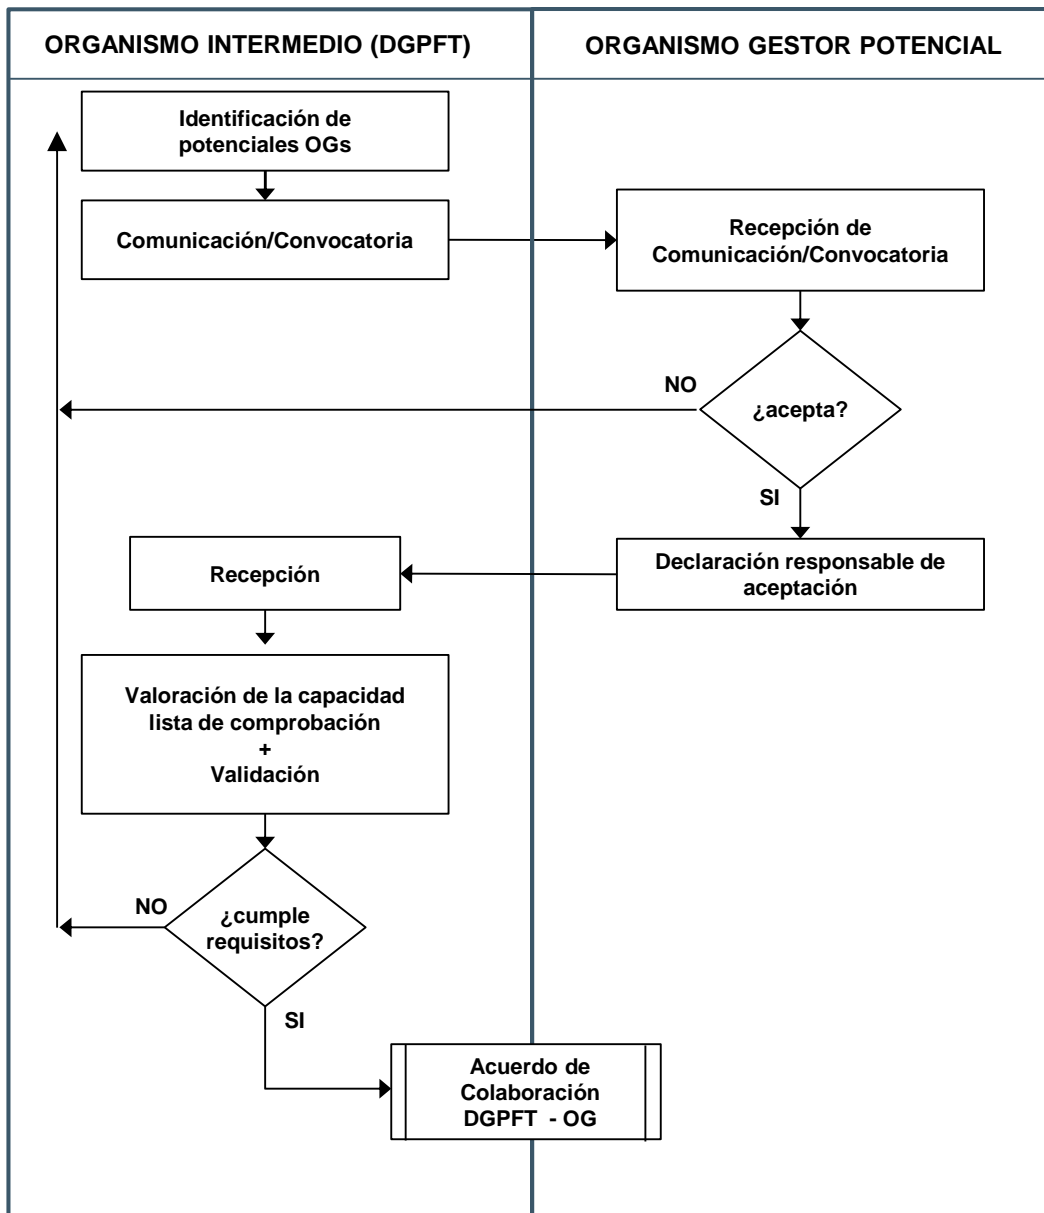 ORGANISMO INTERMEDIO (DGPFT)
ORGANISMO GESTOR POTENCIAL
Identificación de
potenciales OGs
Comunicación/Convocatoria
Recepción de
Comunicación/Convocatoria
NO
¿acepta?
SI
Declaración responsable de
aceptación
Recepción
Valoración de la capacidad
lista de comprobación
+
Validación
NO
¿cumple
requisitos?
SI
Acuerdo de
Colaboración
DGPFT - OG